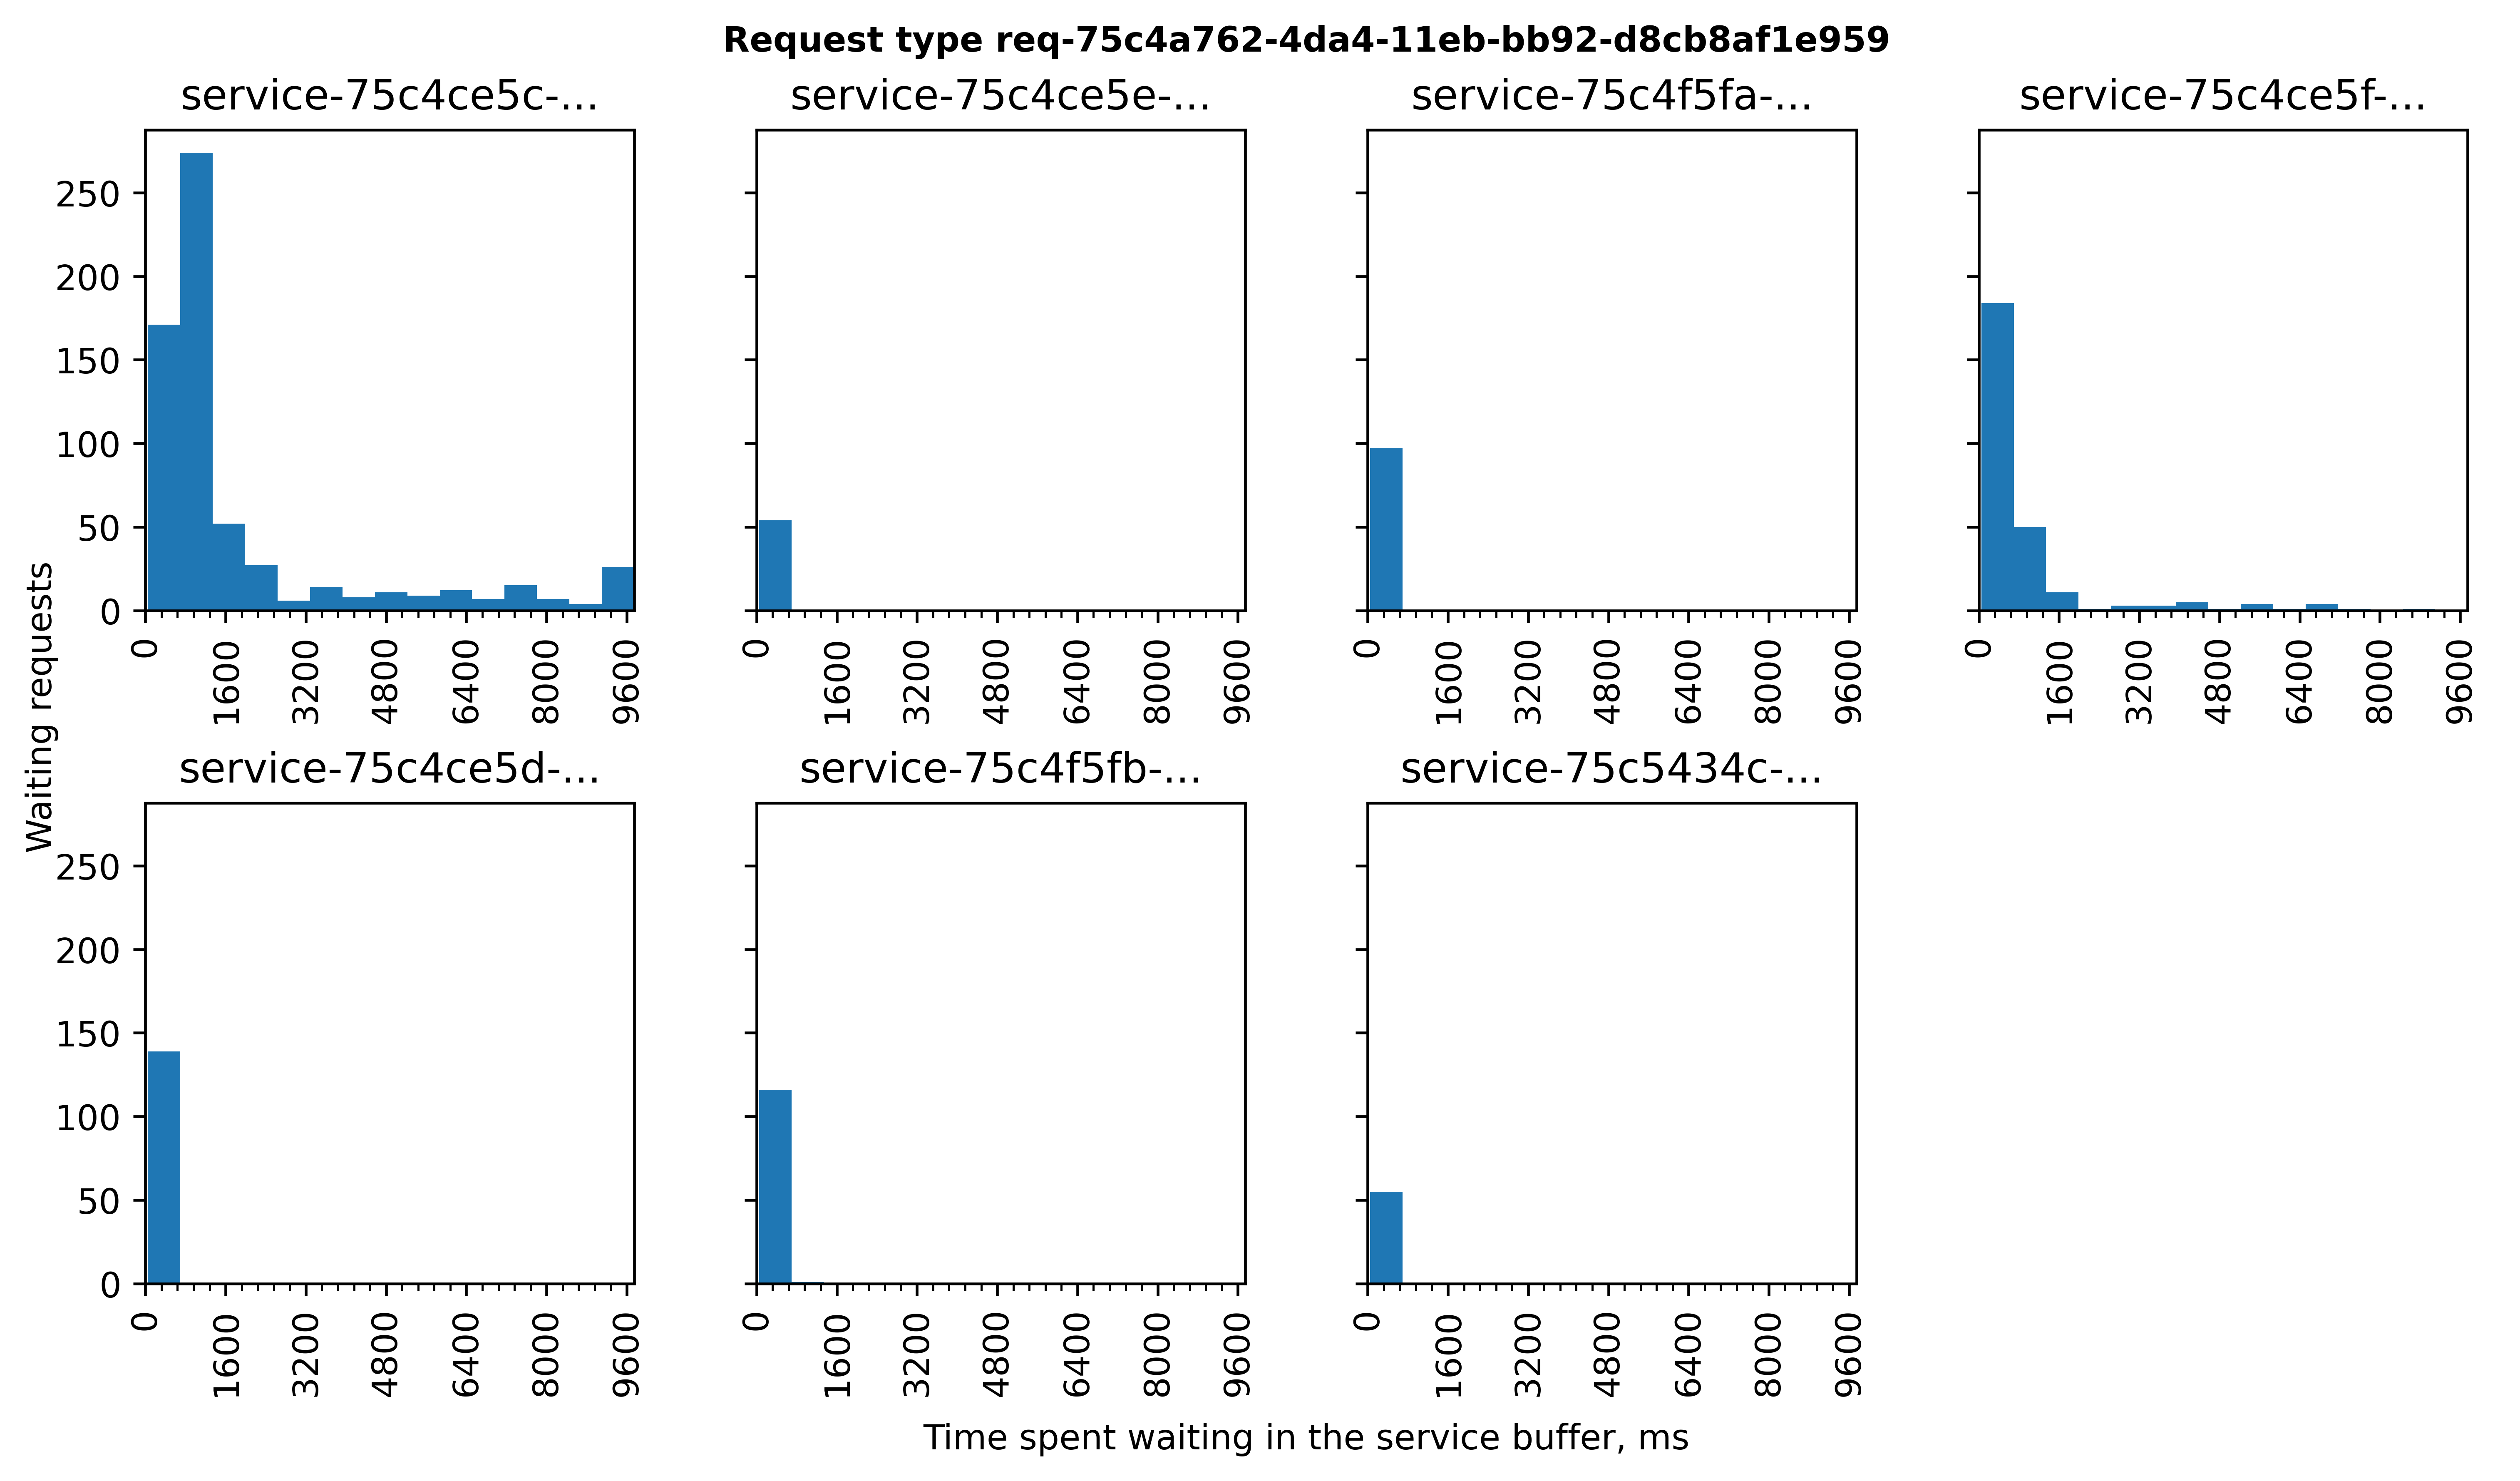 Request type req-75c4a762-4da4-11eb-bb92-d8cb8af1e959
service-75c4ce5c-...
service-75c4ce5e-...
service-75c4f5fa-...
service-75c4ce5f-...
250
200
150
100
50
0
0 1600 3200 4800 6400 8000 9600
0 1600 3200 4800 6400 8000 9600
0 1600 3200 4800 6400 8000 9600
0 1600 3200 4800 6400 8000 9600
Waiting requests
service-75c4ce5d-...
service-75c4f5fb-...
service-75c5434c-...
250
200
150
100
50
0
0 1600 3200 4800 6400 8000 9600
0 1600 3200 4800 6400 8000 9600
0 1600 3200 4800 6400 8000 9600
Time spent waiting in the service buffer, ms